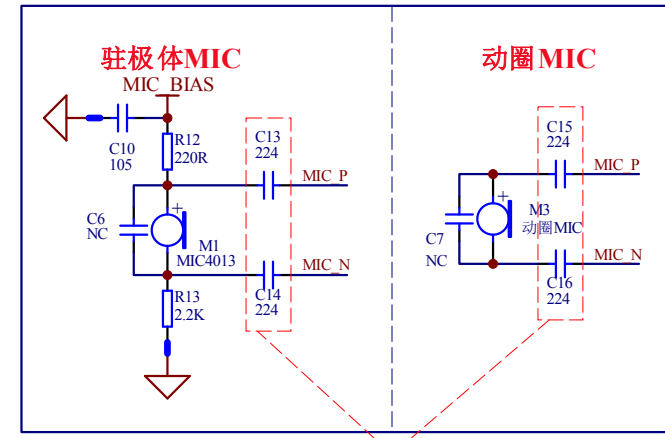 驻极体MIC
MIC_BIAS
C10
105
R12
220R
C13
224
MIC_P
C6
NC
M1
MIC4013
MIC_N
C14
224
R13
2.2K
动圈MIC
C15
224
MIC_P
C7
NC
M3
动圈MIC
MIC_N
C16
224